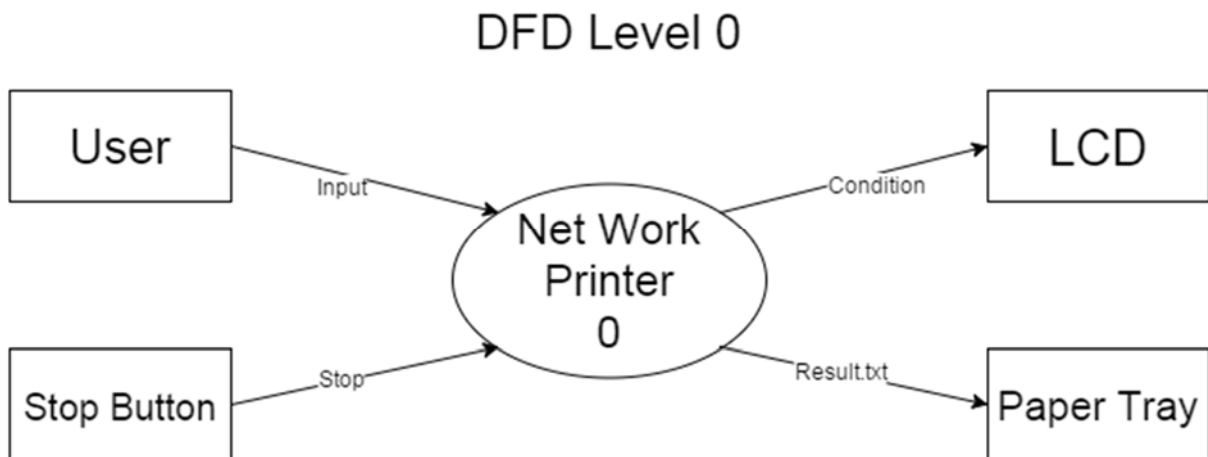 DFD Level 0
User
LCD
Input
Condition
Net Work
Printer
0
Stop Button
Stop
Result.txt
Paper Tray